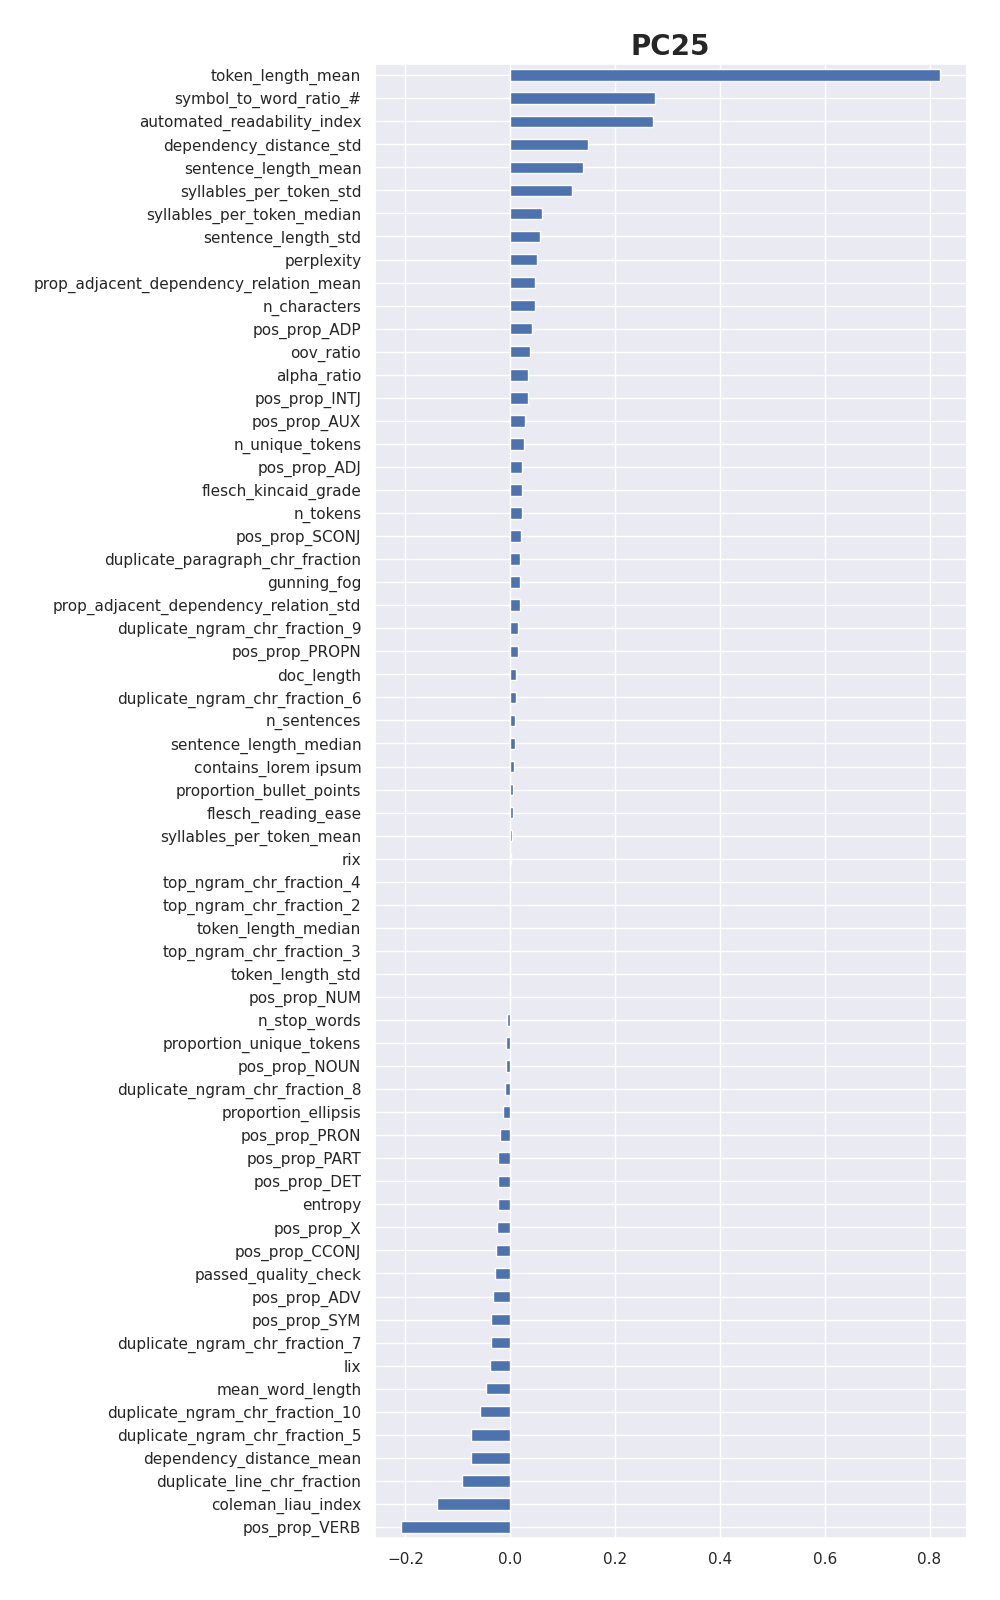 PC25
token_length_mean
symbol_to_word_ratio_#
automated_readability_index
dependency_distance_std
sentence_length_mean
syllables_per_token_std
syllables_per_token_median
sentence_length_std
perplexity
prop_adjacent_dependency_relation_mean
n_characters
pos_prop_ADP
oov_ratio
alpha_ratio
pos_prop_INTJ
pos_prop_AUX
n_unique_tokens
pos_prop_ADJ
flesch_kincaid_grade
n_tokens
pos_prop_SCONJ
duplicate_paragraph_chr_fraction
gunning_fog
prop_adjacent_dependency_relation_std
duplicate_ngram_chr_fraction_9
pos_prop_PROPN
doc_length
duplicate_ngram_chr_fraction_6
n_sentences
sentence_length_median
contains_lorem ipsum
proportion_bullet_points
flesch_reading_ease
syllables_per_token_mean
rix
top_ngram_chr_fraction_4
top_ngram_chr_fraction_2
token_length_median
top_ngram_chr_fraction_3
token_length_std
pos_prop_NUM
n_stop_words
proportion_unique_tokens
pos_prop_NOUN
duplicate_ngram_chr_fraction_8
proportion_ellipsis
pos_prop_PRON
pos_prop_PART
pos_prop_DET
entropy
pos_prop_X
pos_prop_CCONJ
passed_quality_check
pos_prop_ADV
pos_prop_SYM
duplicate_ngram_chr_fraction_7
lix
mean_word_length
duplicate_ngram_chr_fraction_10
duplicate_ngram_chr_fraction_5
dependency_distance_mean
duplicate_line_chr_fraction
coleman_liau_index
pos_prop_VERB
−0.2 0.0 0.2 0.4 0.6 0.8